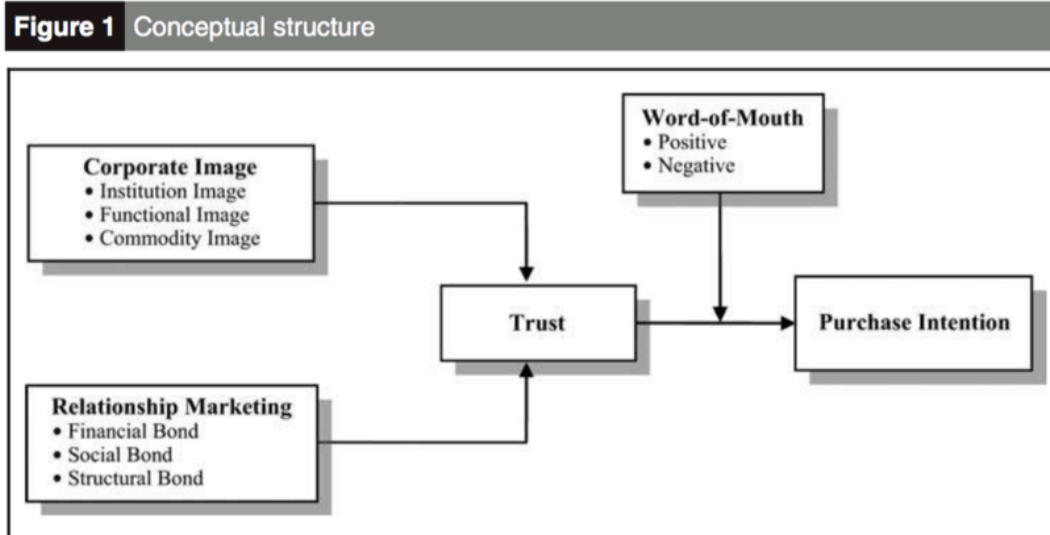 Figure 1 Conceptual structure
Word-of-Mouth
• Positive
• Negative
Corporate Image
• Institution Image
• Functional Image
• Commodity Image
Trust
Purchase Intention
Relationship Marketing
• Financial Bond
• Social Bond
• Structural Bond